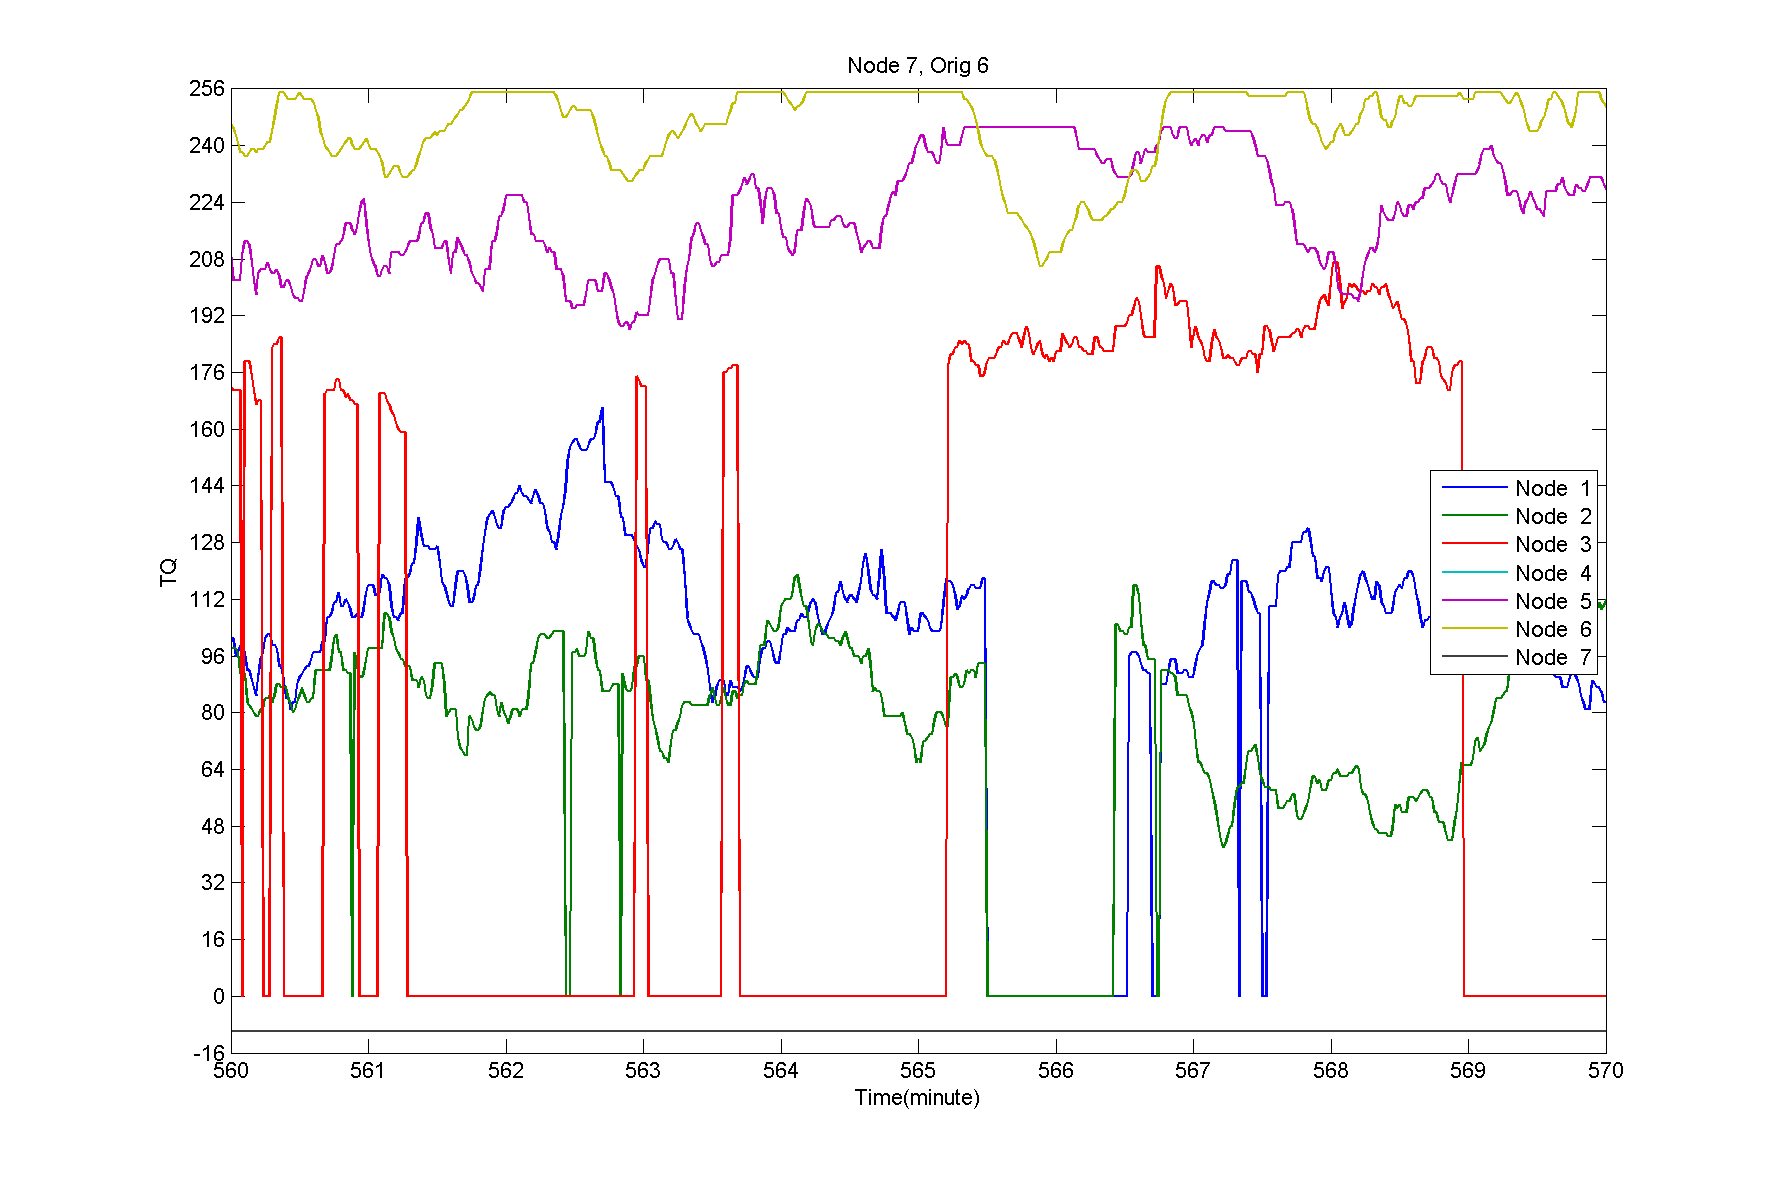 Node 7, Orig 6
256
240
224
208
192
176
160
144
128
112
96
80
64
48
32
16
0
-16
TQ
Node 1
Node 2
Node 3
Node 4
Node 5
Node 6
Node 7
560 561 562 563 564 565 566 567 568 569 570
Time(minute)